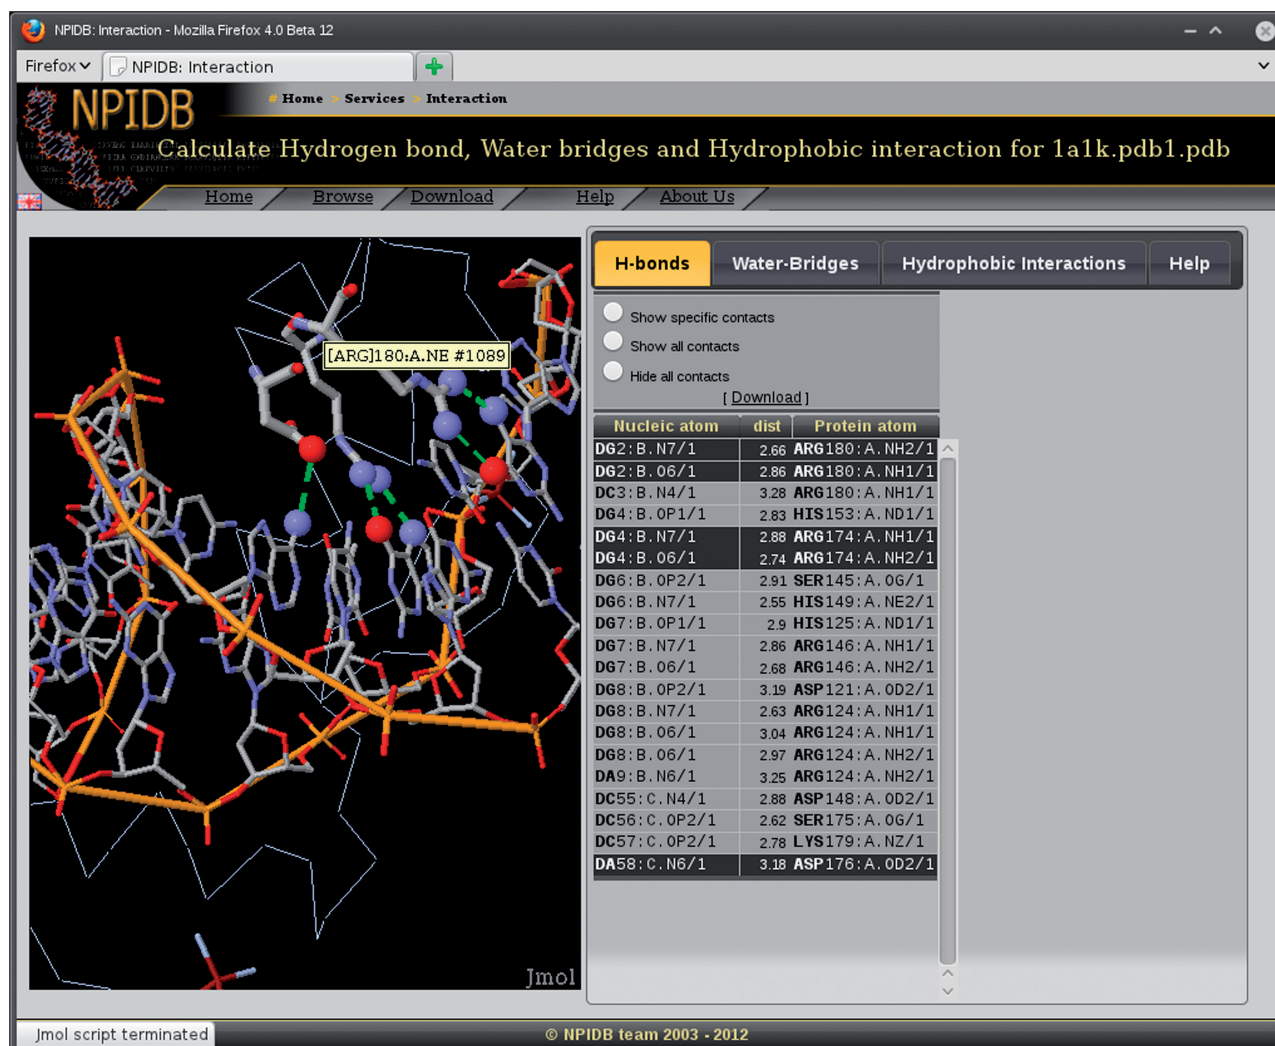 NPIDB: Interaction - Mozilla Firefox 4.0 Beta 12
Firefox
NPIDB: Interaction
NPIDB
# Home > Services > Interaction
Calculate Hydrogen bond, Water bridges and Hydrophobic interaction for 1a1k.pdb1.pdb
Home Browse Download Help About Us
H-bonds Water-Bridges Hydrophobic Interactions Help
Show specific contacts
Show all contacts
Hide all contacts
[ Download ]
[ARG]180:A.NE #1089
Nucleic atom dist Protein atom
DG2:B.N7/1 2.66 ARG180:A.NH2/1
DG2:B.O6/1 2.86 ARG180:A.NH1/1
DC3:B.N4/1 3.28 ARG180:A.NH1/1
DG4:B.OP1/1 2.83 HIS153:A.ND1/1
DG4:B.N7/1 2.88 ARG174:A.NH1/1
DG4:B.O6/1 2.74 ARG174:A.NH2/1
DG6:B.OP2/1 2.91 SER145:A.OG/1
DG6:B.N7/1 2.55 HIS149:A.NE2/1
DG7:B.OP1/1 2.9 HIS125:A.ND1/1
DG7:B.N7/1 2.86 ARG146:A.NH1/1
DG7:B.O6/1 2.68 ARG146:A.NH2/1
DG8:B.OP2/1 3.19 ASP121:A.OD2/1
DG8:B.N7/1 2.63 ARG124:A.NH1/1
DG8:B.O6/1 3.04 ARG124:A.NH1/1
DG8:B.O6/1 2.97 ARG124:A.NH2/1
DA9:B.N6/1 3.25 ARG124:A.NH2/1
DC55:C.N4/1 2.88 ASP148:A.OD2/1
DC56:C.OP2/1 2.62 SER175:A.OG/1
DC57:C.OP2/1 2.78 LYS179:A.NZ/1
DA58:C.N6/1 3.18 ASP176:A.OD2/1
Jmol
Jmol script terminated
© NPIDB team 2003 - 2012